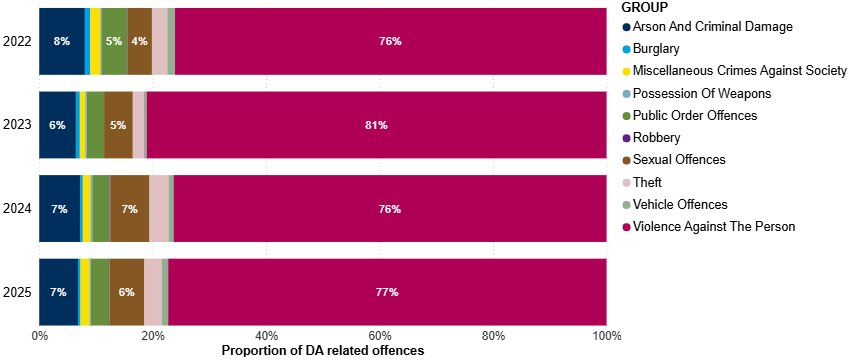 GROUP
Arson And Criminal Damage
Burglary
Miscellaneous Crimes Against Society
Possession Of Weapons
Public Order Offences
Robbery
Sexual Offences
Theft
Vehicle Offences
Violence Against The Person
2022 8% 5% 4% 76%
2023 6% 5% 81%
2024 7% 7% 76%
2025 7% 6% 77%
0% 20% 40% 60% 80% 100%
Proportion of DA related offences